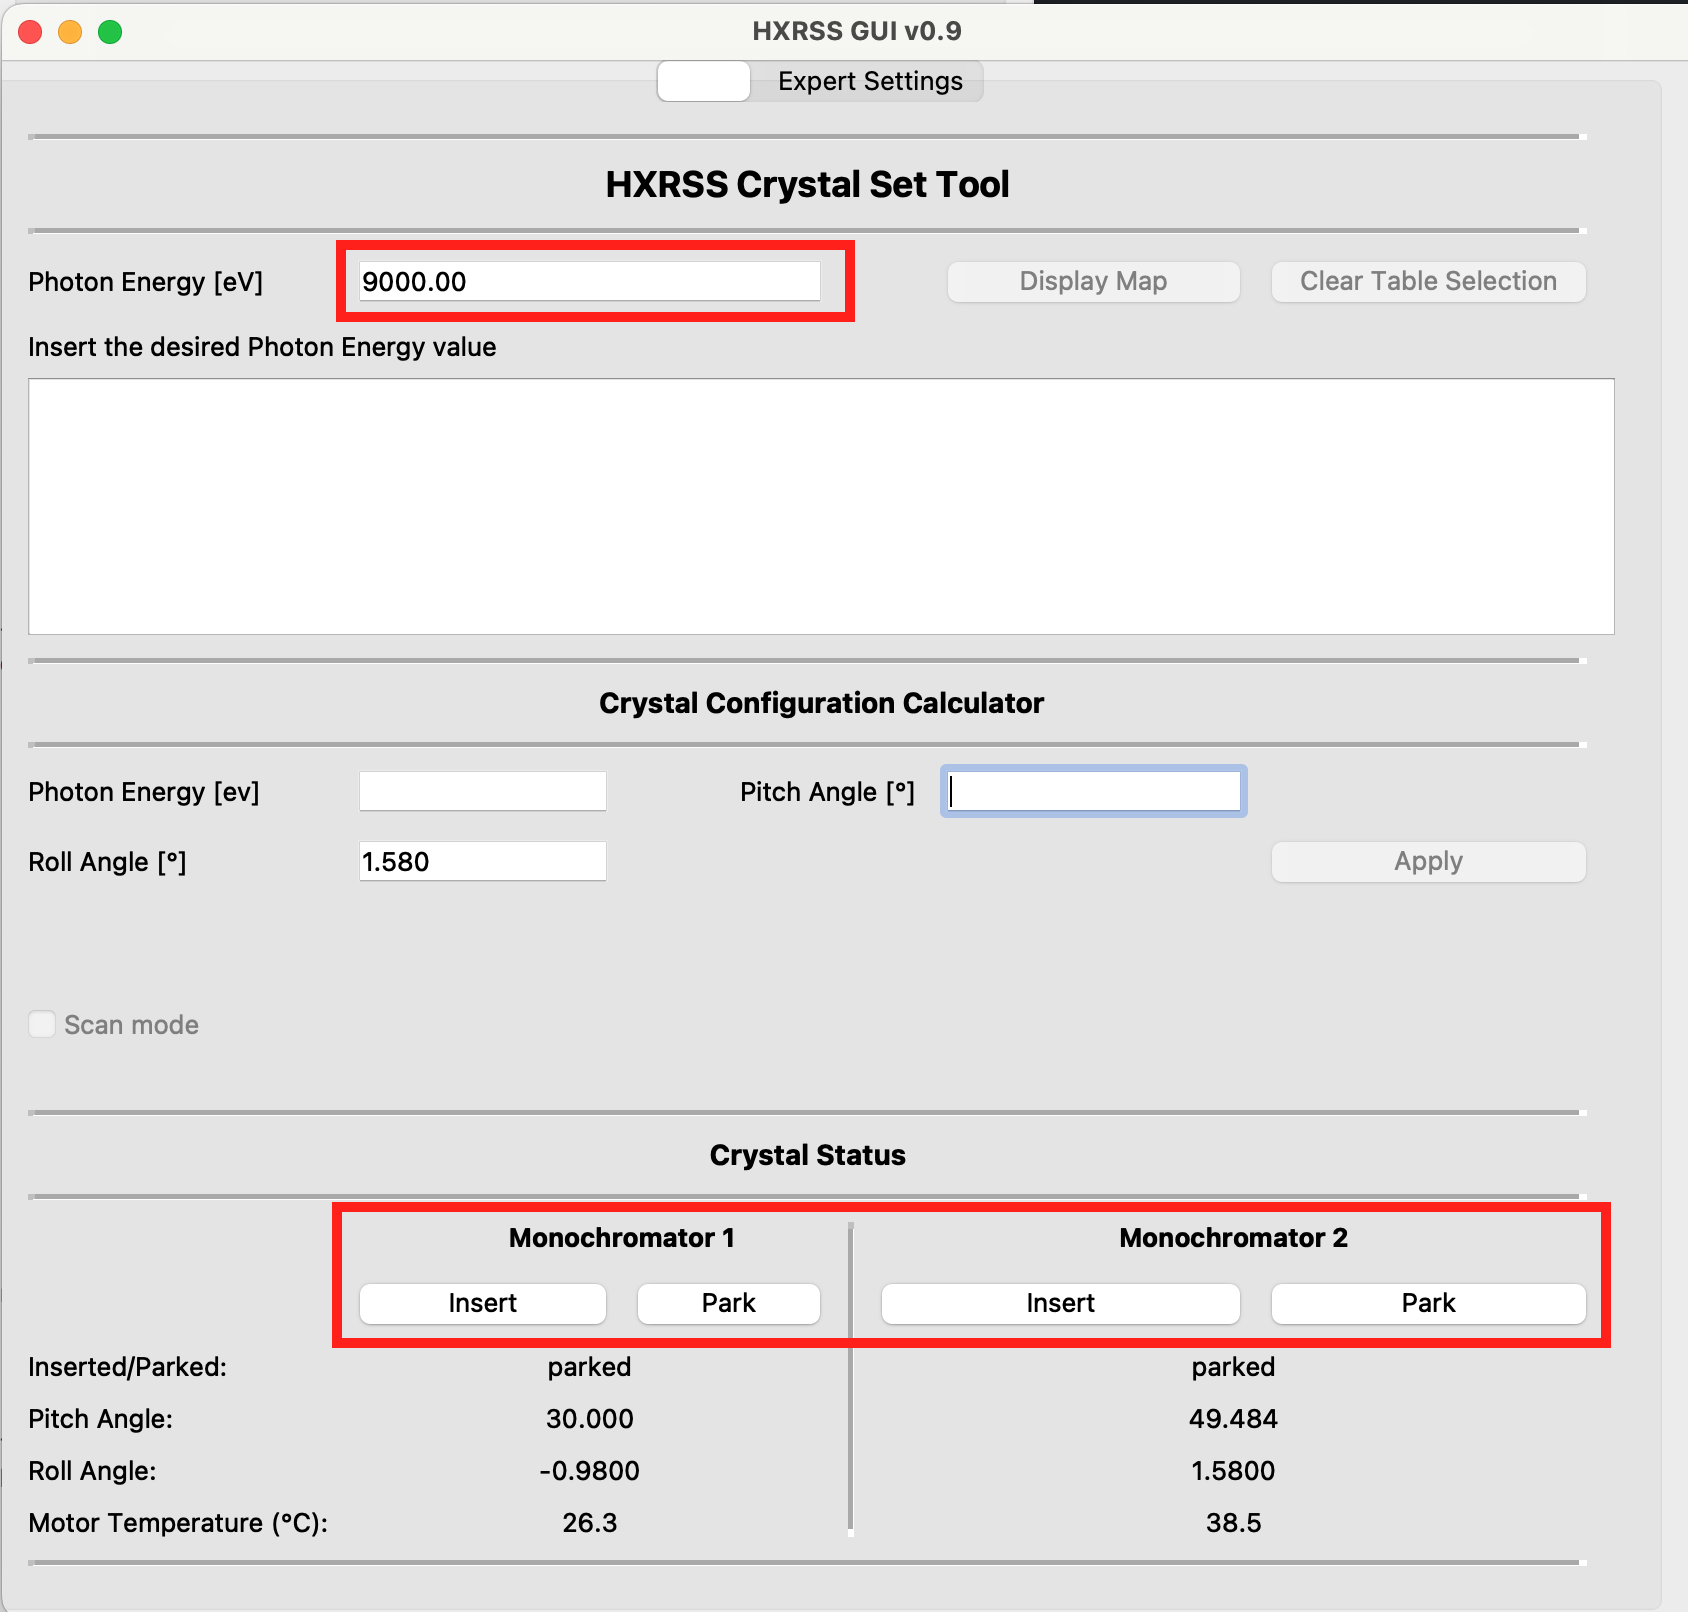 HXRSS GUI v0.9
Expert Settings
HXRSS Crystal Set Tool
Photon Energy [eV] 9000.00 Display Map Clear Table Selection
Insert the desired Photon Energy value
Crystal Configuration Calculator
Photon Energy [ev] Pitch Angle [°]
Roll Angle [°] 1.580 Apply
Scan mode
Crystal Status
Monochromator 1 Monochromator 2
Insert Park Insert Park
Inserted/Parked: parked parked
Pitch Angle: 30.000 49.484
Roll Angle: -0.9800 1.5800
Motor Temperature (°C): 26.3 38.5